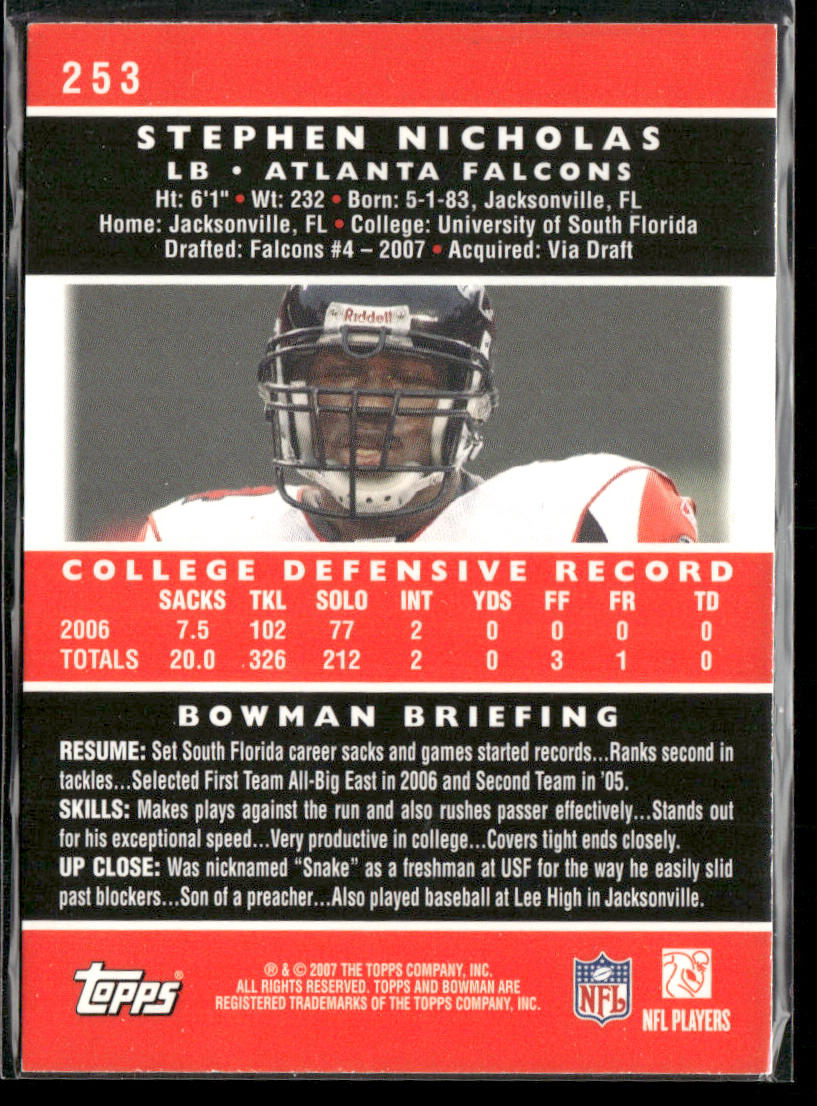 253
STEPHEN NICHOLAS
LB • ATLANTA FALCONS
Ht: 6'1" • Wt: 232 • Born: 5-1-83, Jacksonville, FL
Home: Jacksonville, FL • College: University of South Florida
Drafted: Falcons #4 – 2007 • Acquired: Via Draft
Riddell
COLLEGE DEFENSIVE RECORD
SACKS TKL SOLO INT YDS FF FR TD
2006 7.5 102 77 2 0 0 0 0
TOTALS 20.0 326 212 2 0 3 1 0
BOWMAN BRIEFING
RESUME: Set South Florida career sacks and games started records...Ranks second in
tackles...Selected First Team All-Big East in 2006 and Second Team in '05.
SKILLS: Makes plays against the run and also rushes passer effectively...Stands out
for his exceptional speed...Very productive in college...Covers tight ends closely.
UP CLOSE: Was nicknamed “Snake” as a freshman at USF for the way he easily slid
past blockers...Son of a preacher...Also played baseball at Lee High in Jacksonville.
Topps®
® & © 2007 THE TOPPS COMPANY, INC.
ALL RIGHTS RESERVED. TOPPS AND BOWMAN ARE
REGISTERED TRADEMARKS OF THE TOPPS COMPANY, INC.
NFL
NFL PLAYERS